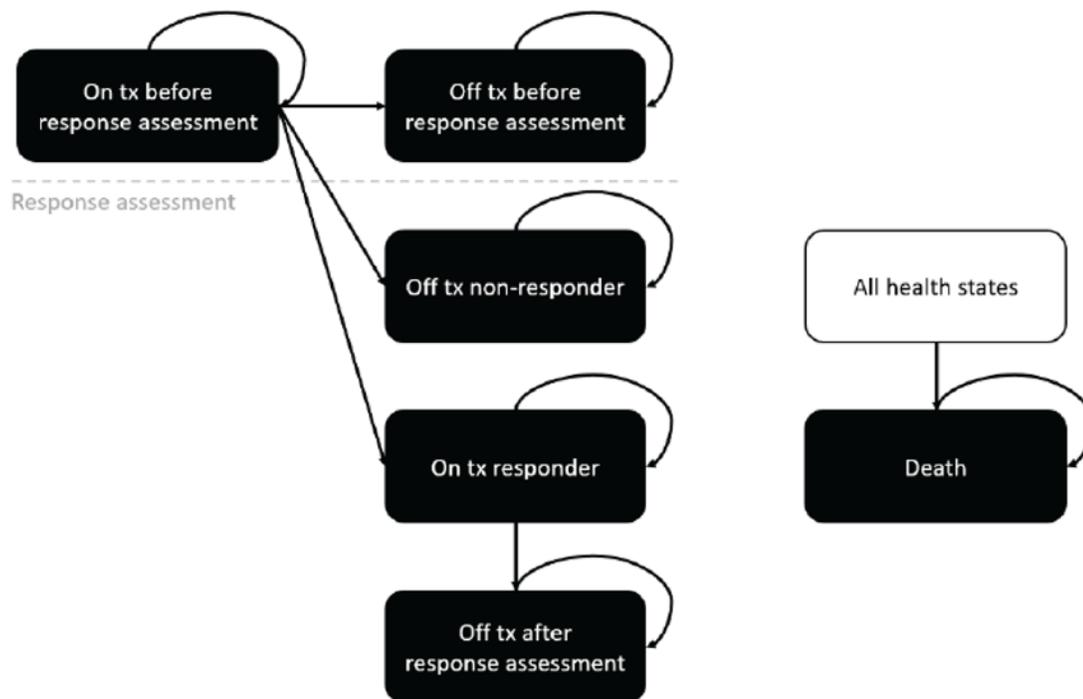 On tx before
response assessment
Off tx before
response assessment
Response assessment
Off tx non-responder
All health states
On tx responder
Death
Off tx after
response assessment